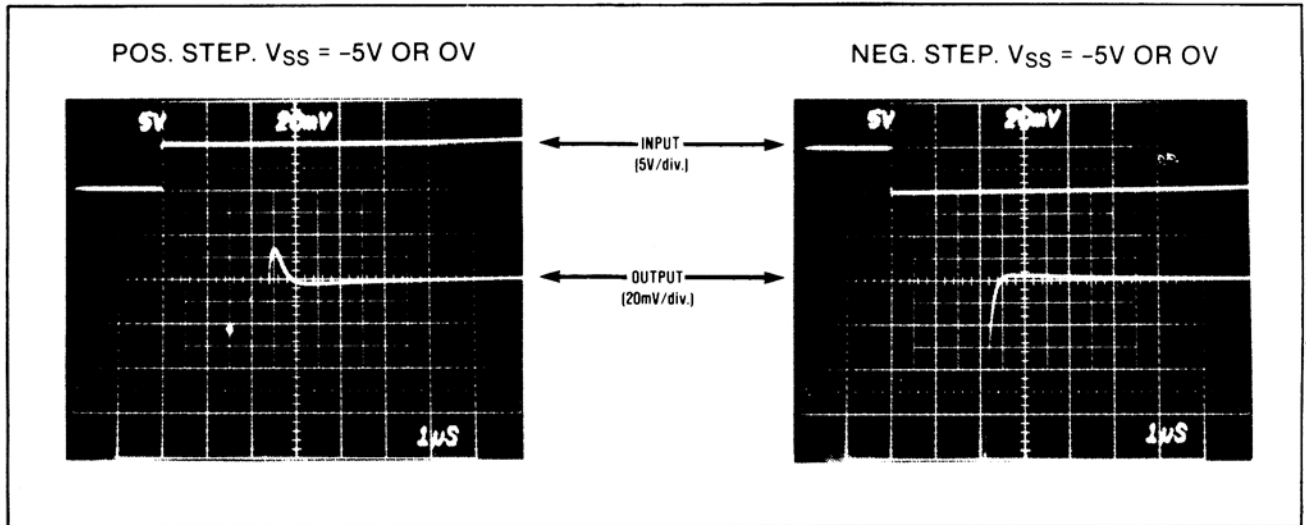 POS. STEP. VSS = -5V OR OV
NEG. STEP. VSS = -5V OR OV
5V 20mV
5V 20mV
INPUT
(5V/div.)
OUTPUT
(20mV/div.)
1µS
1µS